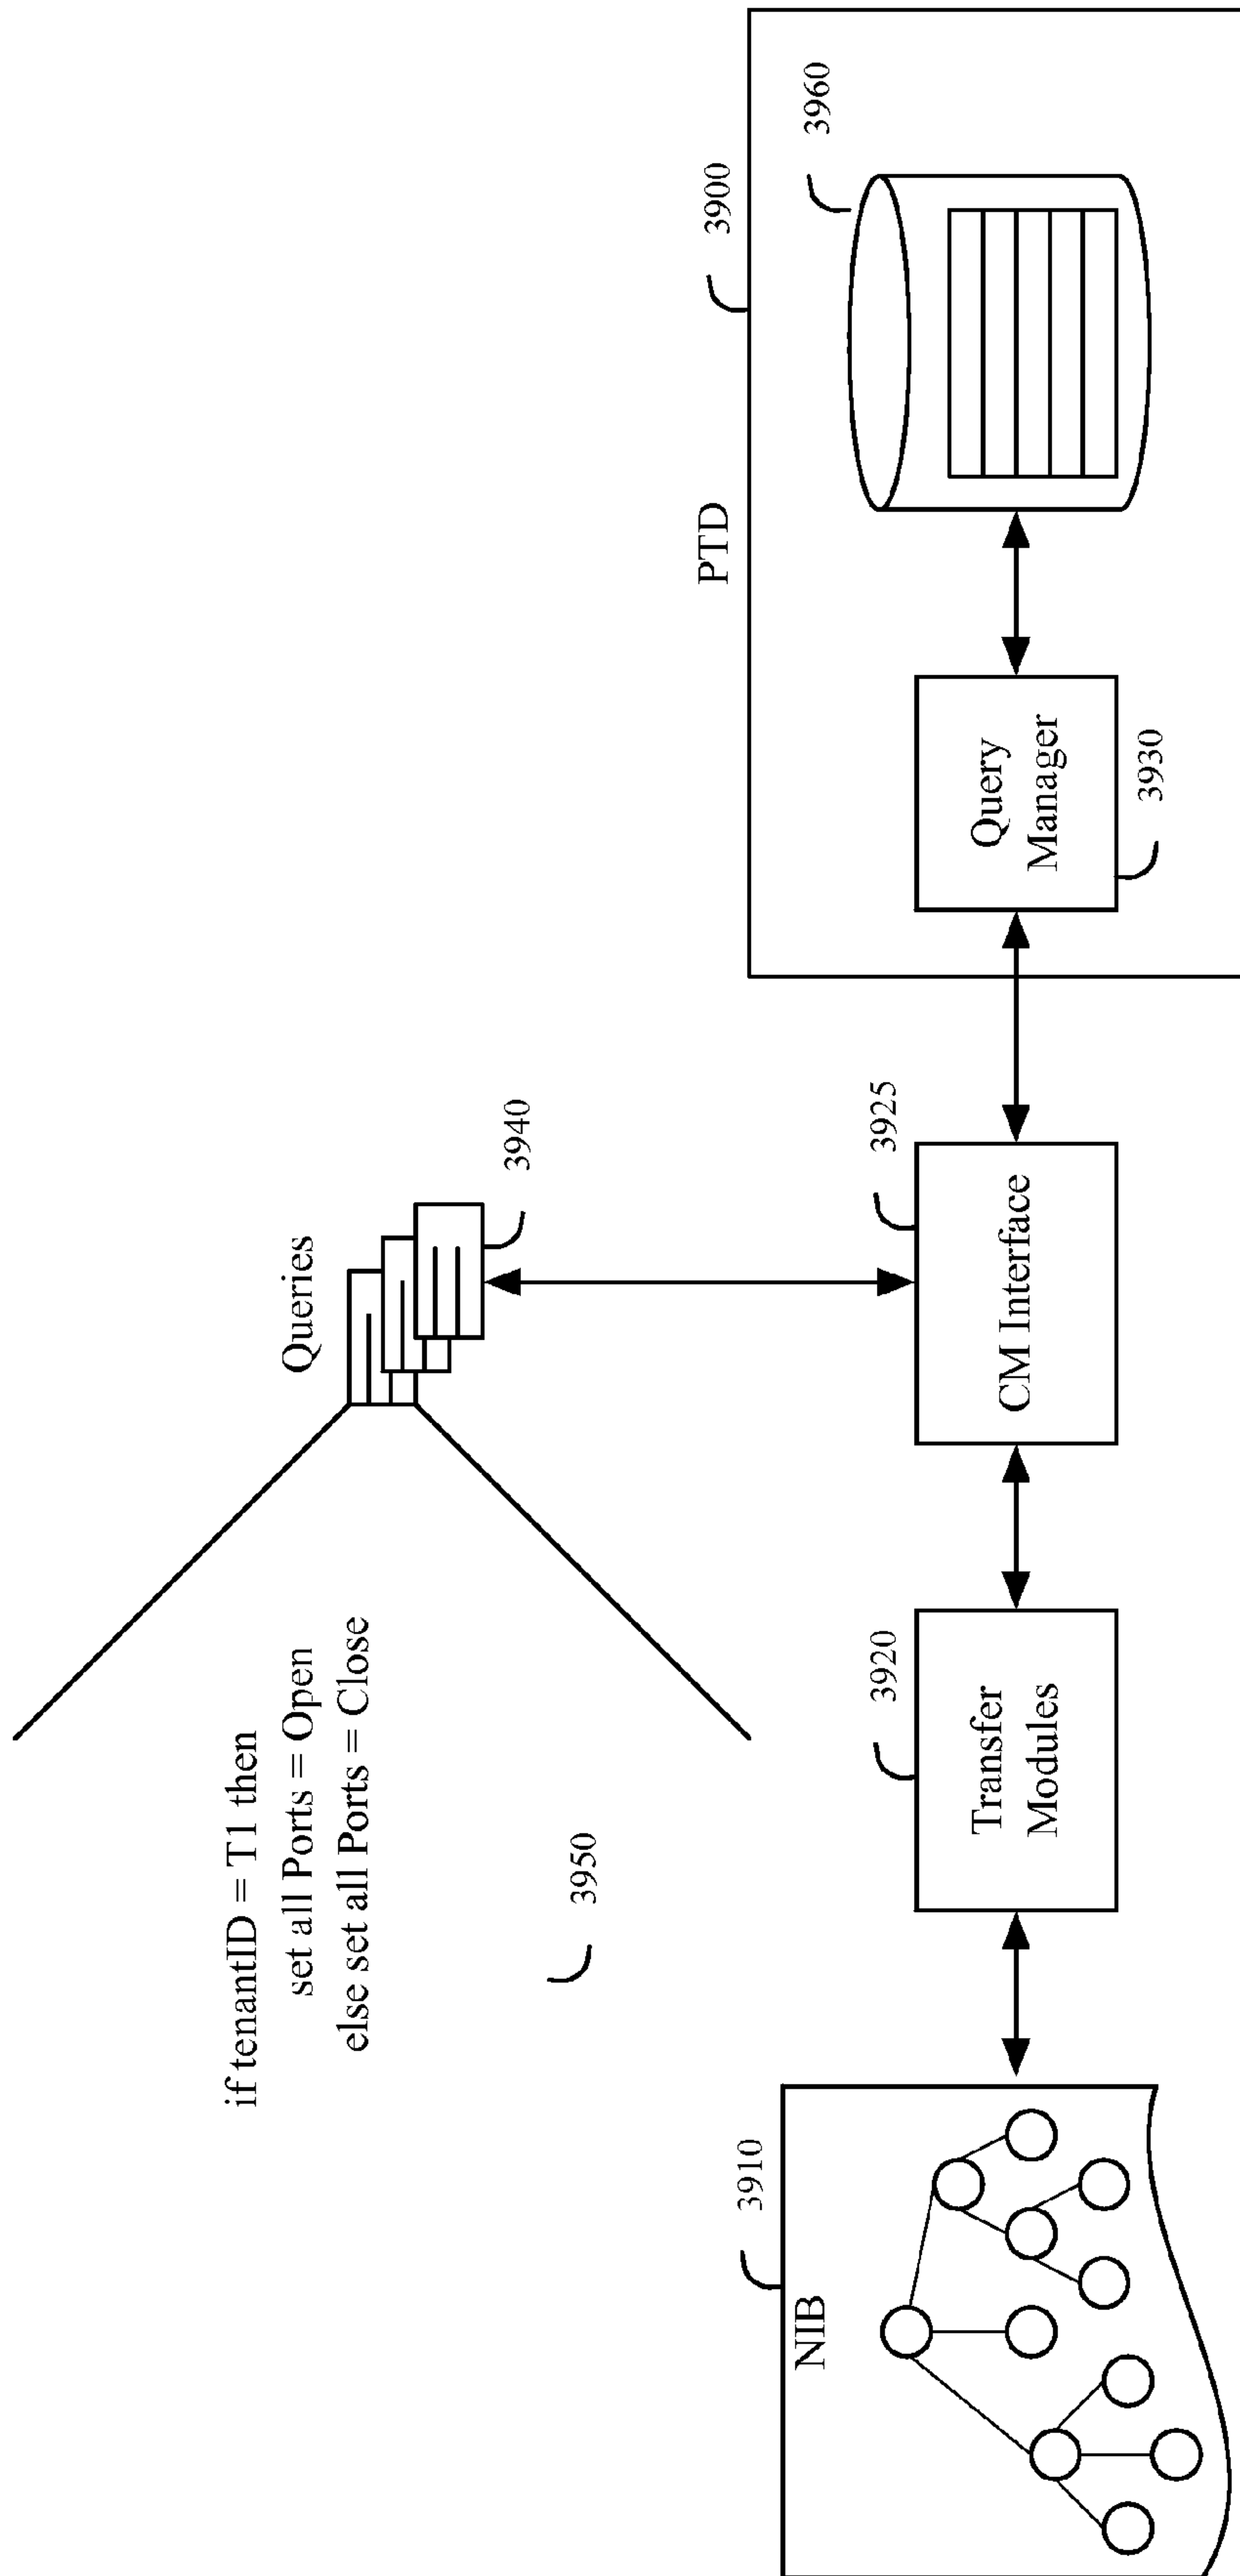 if tenantID = T1 then
set all Ports = Open
else set all Ports = Close
3950
Queries
3940
3910
NIB
3920
Transfer
Modules
3925
CM Interface
PTD
3900
Query
Manager
3930
3960